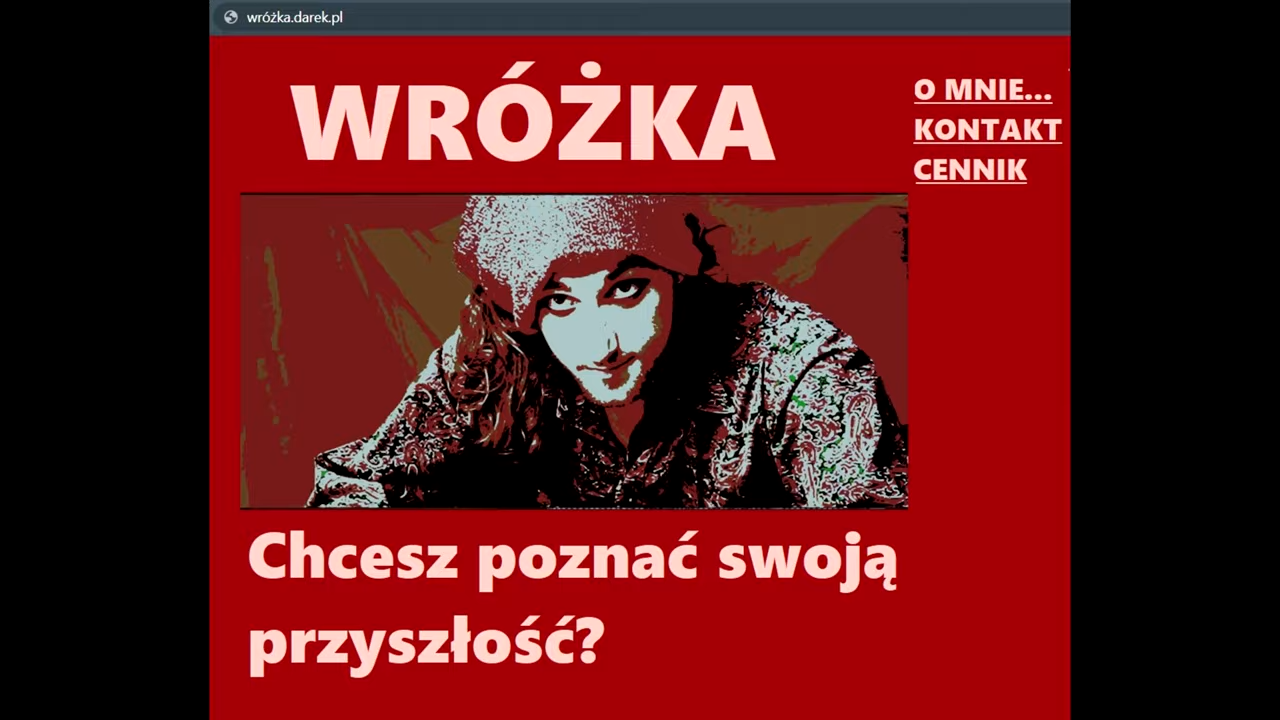 wróżka.darek.pl
WRÓŻKA
O MNIE...
KONTAKT
CENNIK
Chcesz poznać swoją
przyszłość?